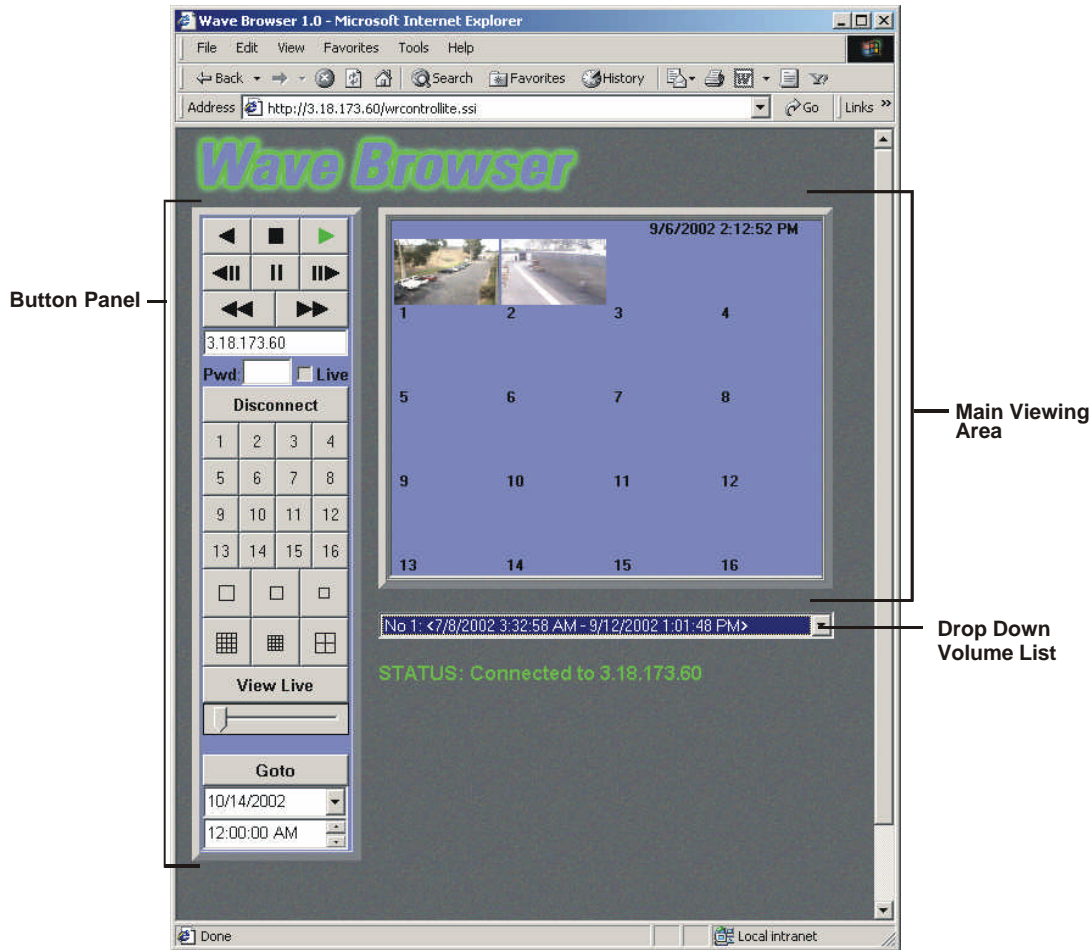 Wave Browser 1.0 - Microsoft Internet Explorer
File Edit View Favorites Tools Help
Back Search Favorites History
Address http://3.18.173.60/wrcontrollite.ssi Go Links »
Wave Browser
Button Panel
3.18.173.60
Pwd: Live
Disconnect
1 2 3 4
5 6 7 8
9 10 11 12
13 14 15 16
View Live
Goto
10/14/2002
12:00:00 AM
9/6/2002 2:12:52 PM
1 2 3 4
5 6 7 8
9 10 11 12
13 14 15 16
Main Viewing
Area
No 1: <7/8/2002 3:32:58 AM - 9/12/2002 1:01:48 PM>
Drop Down
Volume List
STATUS: Connected to 3.18.173.60
Done Local intranet